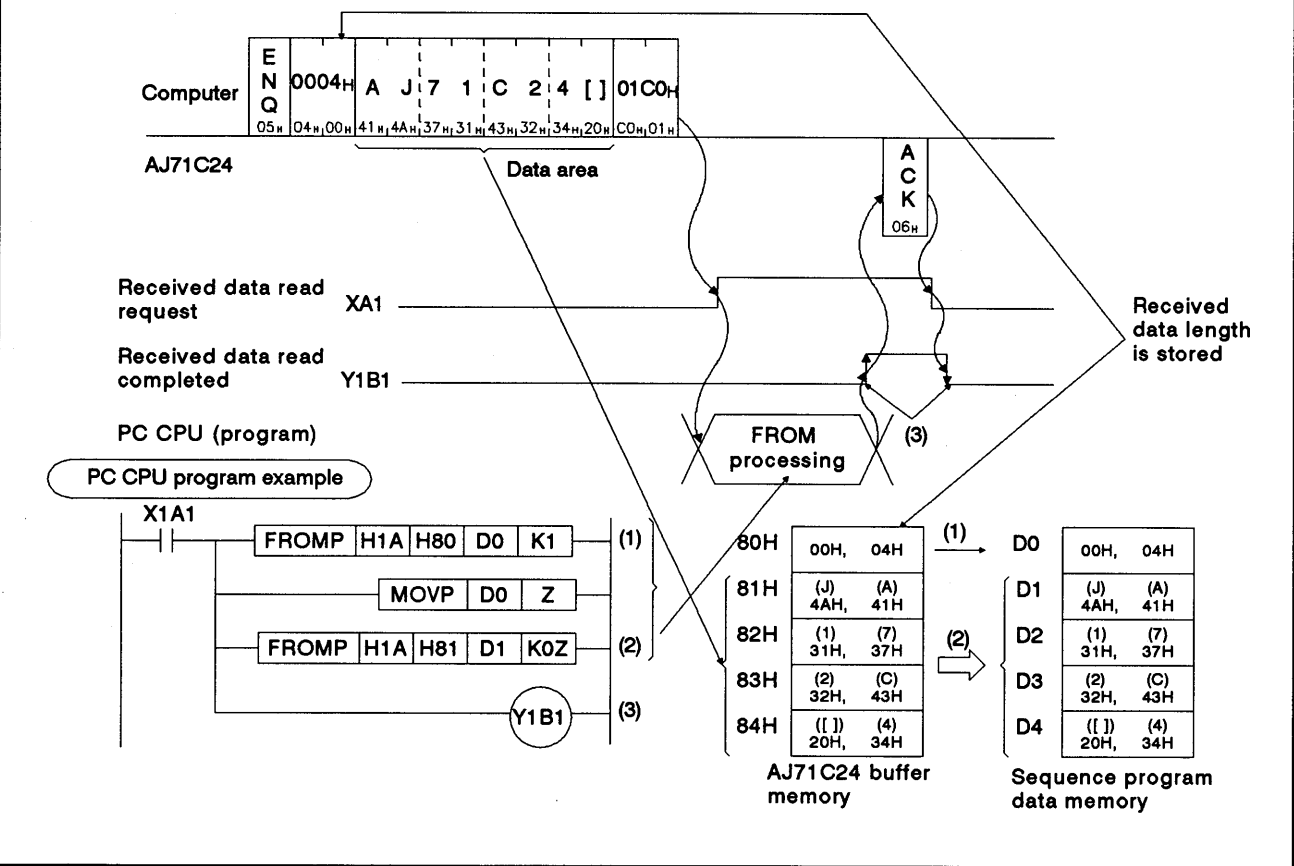 Computer
E N Q
05H
0004H
04H, 00H
A J 7 1 C 2 4 [ ]
41H, 4AH, 37H, 31H, 43H, 32H, 34H, 20H
01C0H
C0H, 01H
AJ71C24
Data area
A C K
06H
Received data read
request
XA1
Received data read
completed
Y1B1
Received
data length
is stored
PC CPU (program)
FROM
processing
(3)
PC CPU program example
X1A1
FROMP H1A H80 D0 K1 (1)
MOVP D0 Z
FROMP H1A H81 D1 K0Z (2)
Y1B1 (3)
80H 00H, 04H (1) D0 00H, 04H
81H (J) (A) D1 (J) (A)
4AH, 41H 4AH, 41H
82H (1) (7) (2) D2 (1) (7)
31H, 37H 31H, 37H
83H (2) (C) D3 (2) (C)
32H, 43H 32H, 43H
84H ([ ]) (4) D4 ([ ]) (4)
20H, 34H 20H, 34H
AJ71C24 buffer
memory
Sequence program
data memory